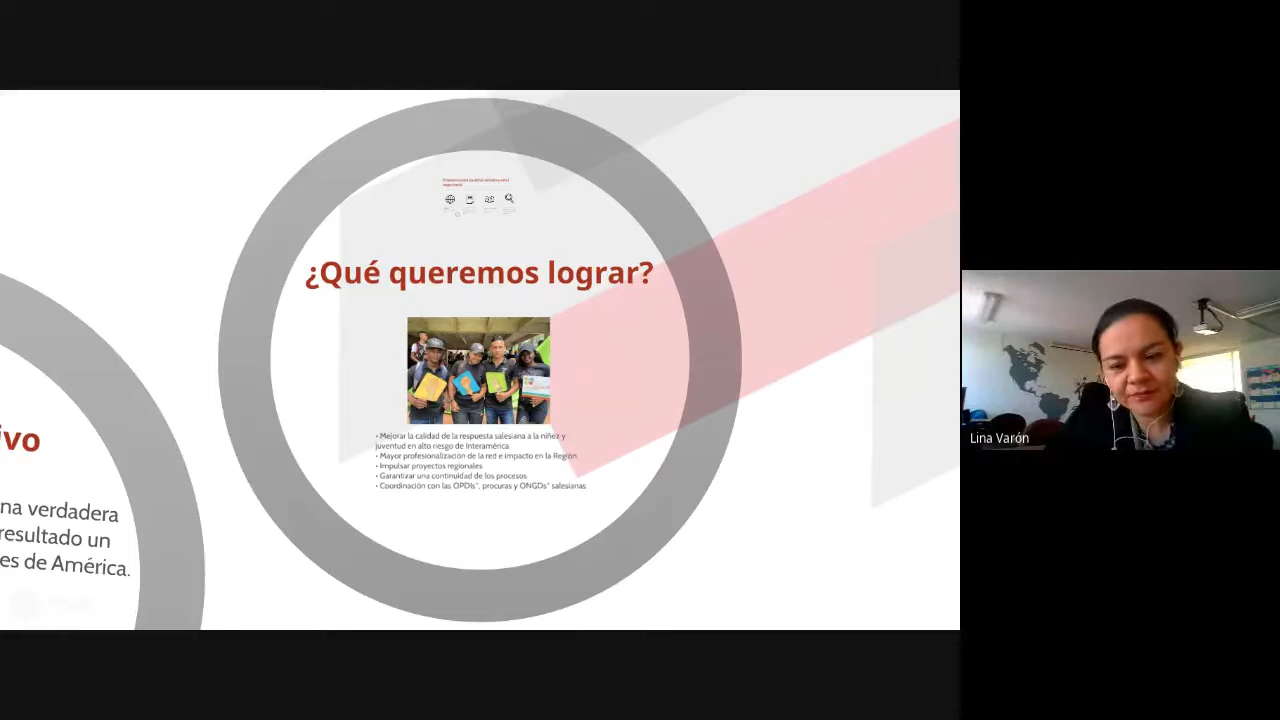 ¿Qué queremos lograr?
• Mejorar la calidad de la respuesta salesiana a la niñez y
juventud en alto riesgo de Interamérica.
• Mayor profesionalización de la red e impacto en la Región.
• Impulsar proyectos regionales
• Garantizar una continuidad de los procesos
• Coordinación con las OPDIs*, procuras y ONGDs* salesianas
ivo
na verdadera
resultado un
es de América.
Lina Varón